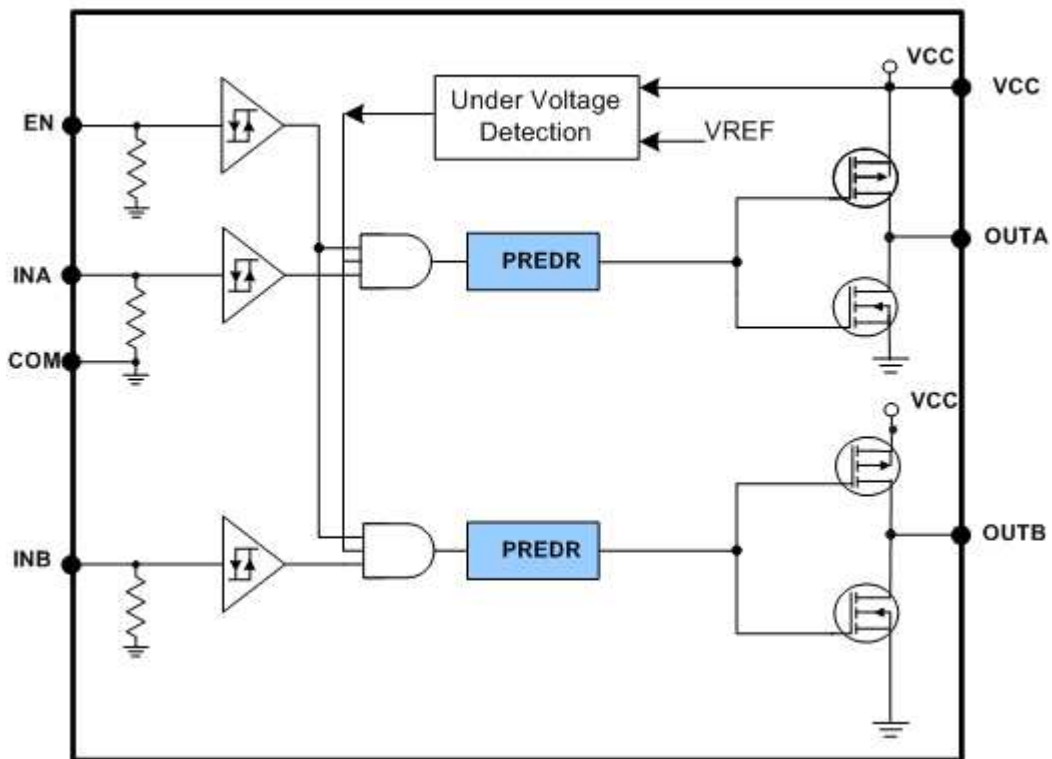 VCC
VCC
EN
Under Voltage
Detection
VREF
OUTA
INA
PREDR
COM
VCC
OUTB
INB
PREDR